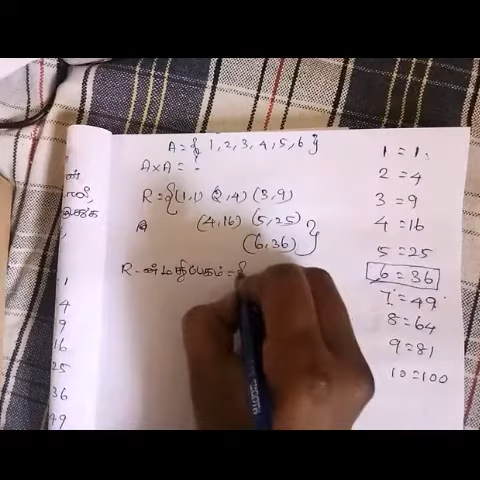 A = { 1, 2, 3, 4, 5, 6 }
A x A = -
R = { (1,1) (2,4) (3,9)
(4,16) (5,25)
(6,36) }
R - ன் மதிப்பகம் = {
1 = 1
2 = 4
3 = 9
4 = 16
5 = 25
6 = 36
7 = 49
8 = 64
9 = 81
10 = 100
1
4
9
16
25
36
49